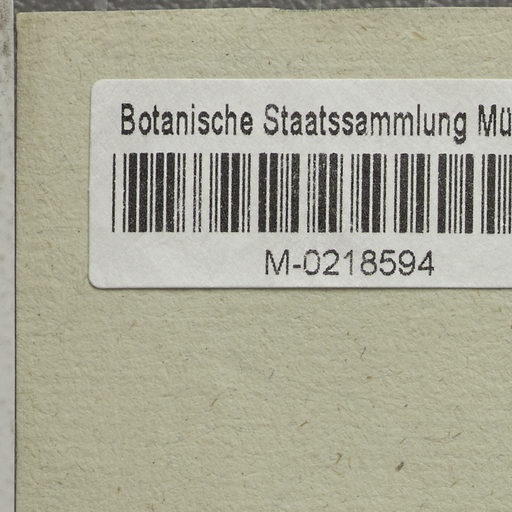 Botanische Staatssammlung Mü
M-0218594